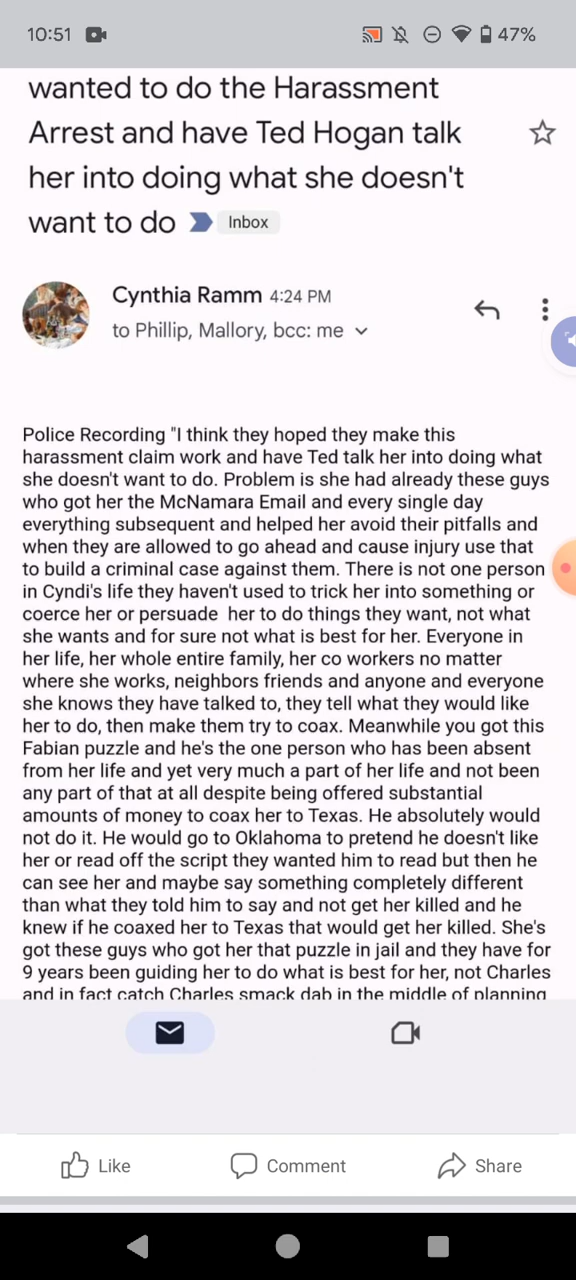 10:51
47%
wanted to do the Harassment
Arrest and have Ted Hogan talk
her into doing what she doesn't
want to do
Inbox
Cynthia Ramm 4:24 PM
to Phillip, Mallory, bcc: me
Police Recording "I think they hoped they make this
harassment claim work and have Ted talk her into doing what
she doesn't want to do. Problem is she had already these guys
who got her the McNamara Email and every single day
everything subsequent and helped her avoid their pitfalls and
when they are allowed to go ahead and cause injury use that
to build a criminal case against them. There is not one person
in Cyndi's life they haven't used to trick her into something or
coerce her or persuade  her to do things they want, not what
she wants and for sure not what is best for her. Everyone in
her life, her whole entire family, her co workers no matter
where she works, neighbors friends and anyone and everyone
she knows they have talked to, they tell what they would like
her to do, then make them try to coax. Meanwhile you got this
Fabian puzzle and he's the one person who has been absent
from her life and yet very much a part of her life and not been
any part of that at all despite being offered substantial
amounts of money to coax her to Texas. He absolutely would
not do it. He would go to Oklahoma to pretend he doesn't like
her or read off the script they wanted him to read but then he
can see her and maybe say something completely different
than what they told him to say and not get her killed and he
knew if he coaxed her to Texas that would get her killed. She's
got these guys who got her that puzzle in jail and they have for
9 years been guiding her to do what is best for her, not Charles
and in fact catch Charles smack dab in the middle of planning
Like
Comment
Share